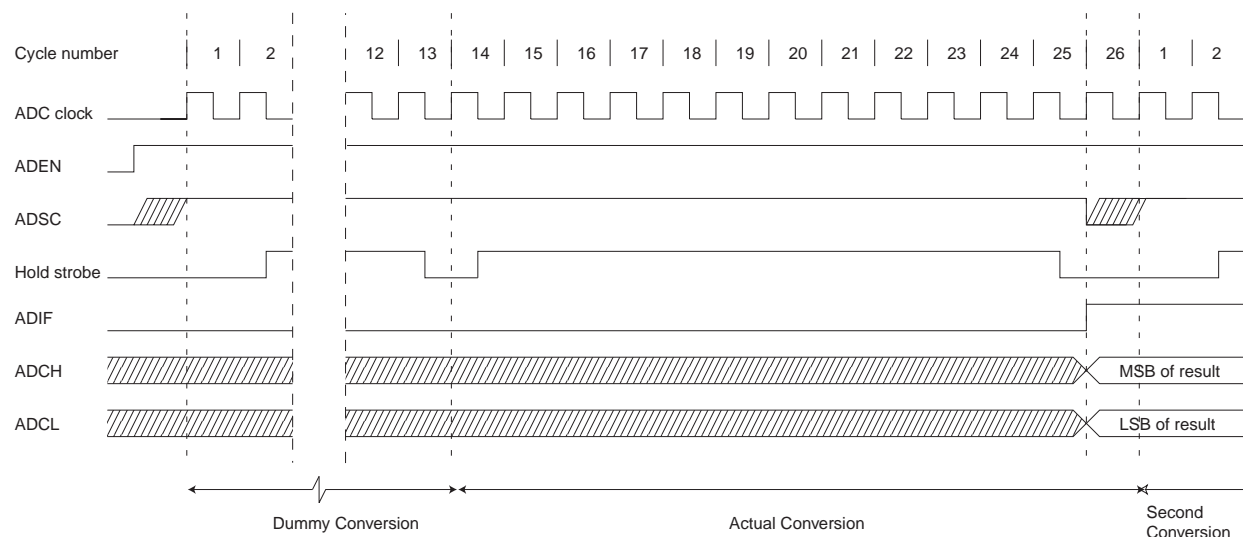 Cycle number 1 2 12 13 14 15 16 17 18 19 20 21 22 23 24 25 26 1 2
ADC clock
ADEN
ADSC
Hold strobe
ADIF
ADCH MSB of result
ADCL LSB of result
Dummy Conversion Actual Conversion Second
Conversion